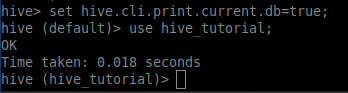 hive> set hive.cli.print.current.db=true;
hive (default)> use hive_tutorial;
OK
Time taken: 0.018 seconds
hive (hive_tutorial)>